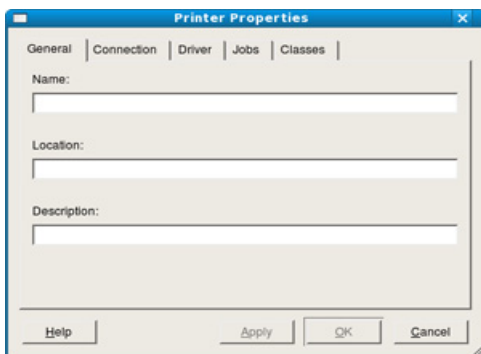 Printer Properties
General Connection Driver Jobs Classes
Name:
Location:
Description:
Help Apply OK Cancel